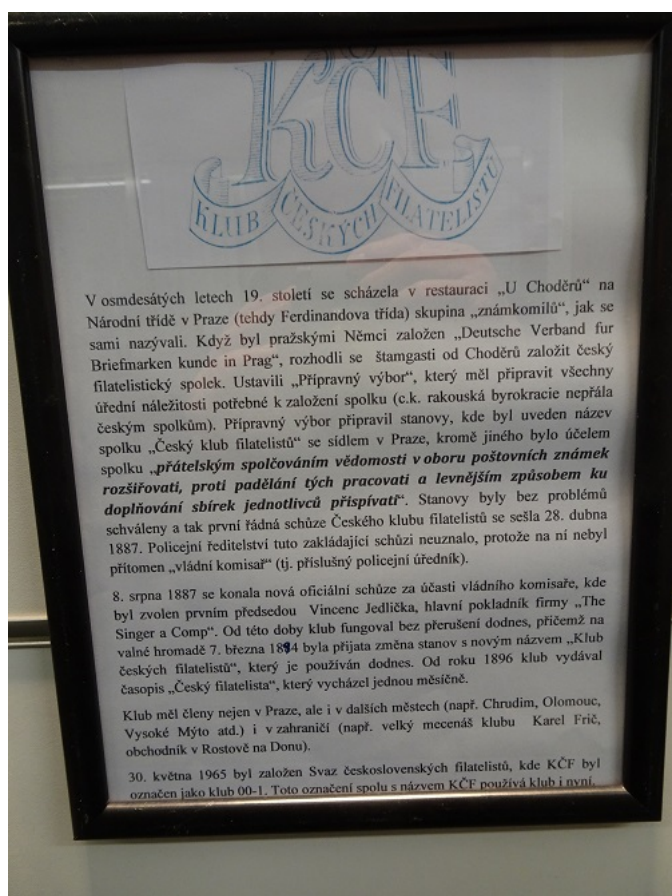 KČF
KLUB ČESKÝCH FILATELISTŮ
V osmdesátých letech 19. století se scházela v restauraci „U Choděrů“ na
Národní třídě v Praze (tehdy Ferdinandova třída) skupina „známkomilů“, jak se
sami nazývali. Když byl pražskými Němci založen „Deutsche Verband fur
Briefmarken kunde in Prag“, rozhodli se štamgasti od Choděrů založit český
filatelistický spolek. Ustavili „Přípravný výbor“, který měl připravit všechny
úřední náležitosti potřebné k založení spolku (c.k. rakouská byrokracie nepřála
českým spolkům). Přípravný výbor připravil stanovy, kde byl uveden název
spolku „Český klub filatelistů“ se sídlem v Praze, kromě jiného bylo účelem
spolku „přátelským spolčováním vědomosti v oboru poštovních známek
rozšiřovati, proti padělání tých pracovati a levnějším způsobem ku
doplňování sbírek jednotlivců přispívati“. Stanovy byly bez problémů
schváleny a tak první řádná schůze Českého klubu filatelistů se sešla 28. dubna
1887. Policejní ředitelství tuto zakládající schůzi neuznalo, protože na ní nebyl
přítomen „vládní komisař“ (tj. příslušný policejní úředník).
8. srpna 1887 se konala nová oficiální schůze za účasti vládního komisaře, kde
byl zvolen prvním předsedou Vincenc Jedlička, hlavní pokladník firmy „The
Singer a Comp“. Od této doby klub fungoval bez přerušení dodnes, přičemž na
valné hromadě 7. března 1894 byla přijata změna stanov s novým názvem „Klub
českých filatelistů“, který je používán dodnes. Od roku 1896 klub vydával
časopis „Český filatelista“, který vycházel jednou měsíčně.
Klub měl členy nejen v Praze, ale i v dalších městech (např. Chrudim, Olomouc,
Vysoké Mýto atd.) i v zahraničí (např. velký mecenáš klubu Karel Frič,
obchodník v Rostově na Donu).
30. května 1965 byl založen Svaz československých filatelistů, kde KČF byl
označen jako klub 00-1. Toto označení spolu s názvem KČF používá klub i nyní.